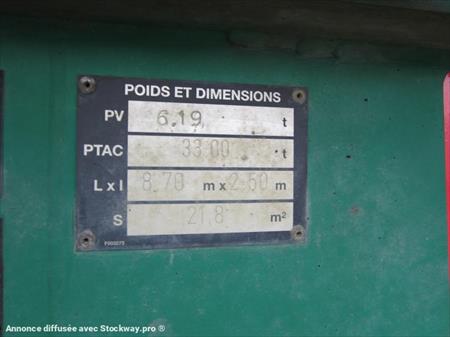 POIDS ET DIMENSIONS
PV 6.19 t
PTAC 33.00 t
L x l 8.70 m x 2.50 m
S 21.8 m²
Annonce diffusée avec Stockway.pro ®